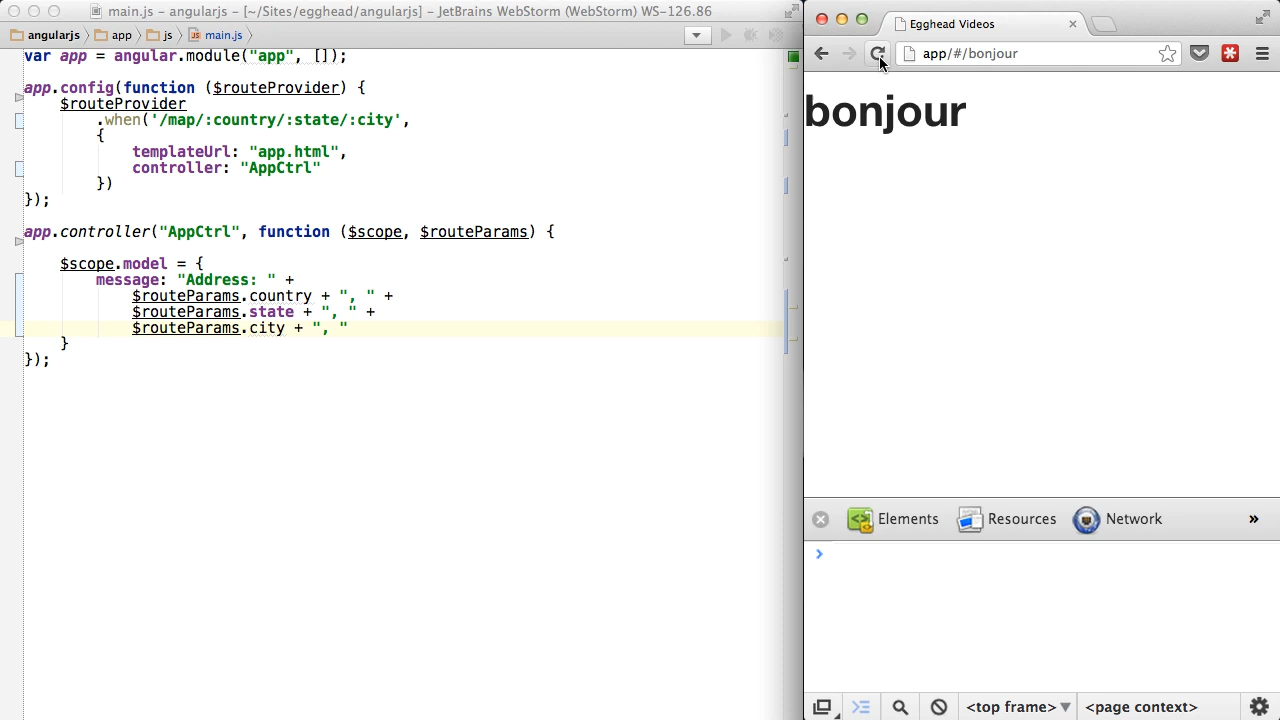 main.js – angularjs – [~/Sites/egghead/angularjs] – JetBrains WebStorm (WebStorm) WS-126.86
angularjs app js main.js
var app = angular.module("app", []);
app.config(function ($routeProvider) {
$routeProvider
.when('/map/:country/:state/:city',
{
templateUrl: "app.html",
controller: "AppCtrl"
})
});
app.controller("AppCtrl", function ($scope, $routeParams) {
$scope.model = {
message: "Address: " +
$routeParams.country + ", " +
$routeParams.state + ", " +
$routeParams.city + ", "
}
});
Egghead Videos
app/#/bonjour
bonjour
Elements Resources Network »
<top frame> <page context>